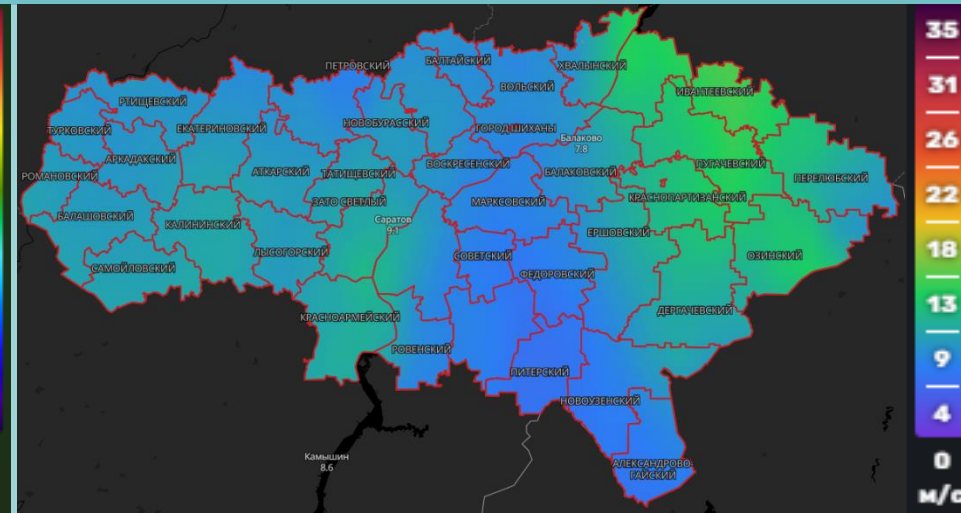 ПЕТРОВСКИЙ
БАЛТАЙСКИЙ
ХВАЛЫНСКИЙ
ВОЛЬСКИЙ
ИВАНТЕЕВСКИЙ
РТИЩЕВСКИЙ
ТУРКОВСКИЙ
ЕКАТЕРИНОВСКИЙ
НОВОБУРАССКИЙ
ГОРОД ШИХАНЫ
Балаково
7.8
АРКАДАКСКИЙ
ВОСКРЕСЕНСКИЙ
ПУГАЧЕВСКИЙ
РОМАНОВСКИЙ
АТКАРСКИЙ
ТАТИЩЕВСКИЙ
БАЛАКОВСКИЙ
ПЕРЕЛЮБСКИЙ
ЗАТО СВЕТЛЫЙ
МАРКСОВСКИЙ
КРАСНОПАРТИЗАНСКИЙ
БАЛАШОВСКИЙ
КАЛИНИНСКИЙ
Саратов
9.1
ЕРШОВСКИЙ
САМОЙЛОВСКИЙ
ЛЫСОГОРСКИЙ
СОВЕТСКИЙ
ОЗИНСКИЙ
ФЕДОРОВСКИЙ
КРАСНОАРМЕЙСКИЙ
ДЕРГАЧЕВСКИЙ
РОВЕНСКИЙ
ПИТЕРСКИЙ
НОВОУЗЕНСКИЙ
Камышин
8.6
АЛЕКСАНДРОВО-
ГАЙСКИЙ
35
31
26
22
18
13
9
4
0
м/с